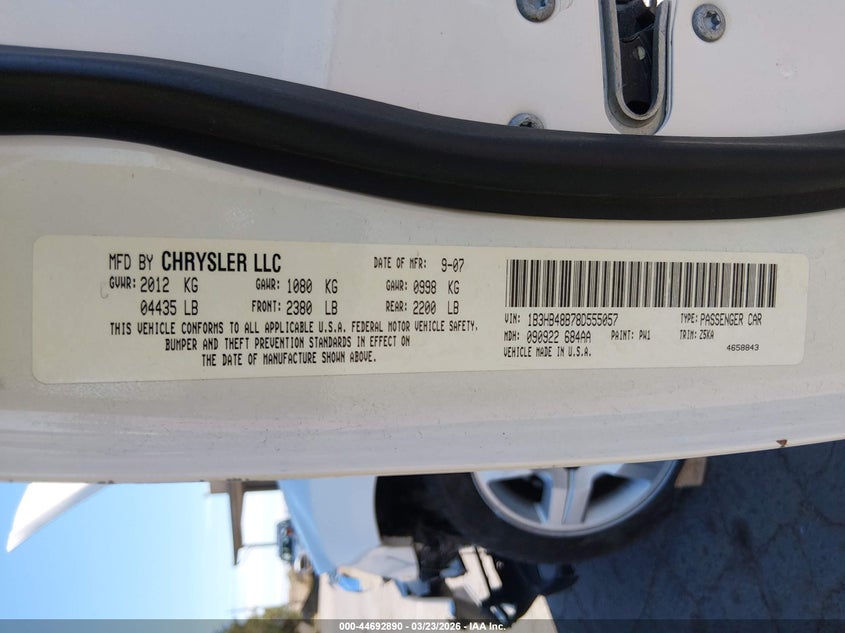 MFD BY CHRYSLER LLC DATE OF MFR: 9-07
GVWR: 2012 KG GAWR: 1080 KG GAWR: 0998 KG
04435 LB FRONT: 2380 LB REAR: 2200 LB
THIS VEHICLE CONFORMS TO ALL APPLICABLE U.S.A. FEDERAL MOTOR VEHICLE SAFETY,
BUMPER AND THEFT PREVENTION STANDARDS IN EFFECT ON
THE DATE OF MANUFACTURE SHOWN ABOVE.
VIN: 1B3HB48B78D555057 TYPE: PASSENGER CAR
MDH: 090922 684AA PAINT: PW1 TRIM: Z5KA
VEHICLE MADE IN U.S.A. 4658843
000-44692890 - 03/23/2026 - IAA Inc.